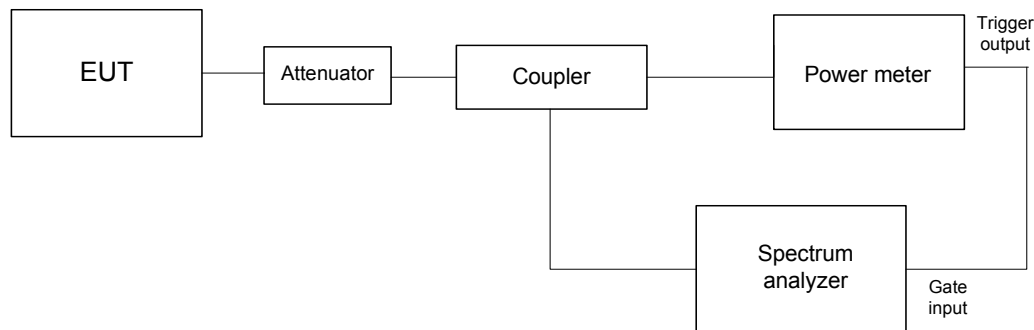 Trigger
output
EUT
Attenuator
Coupler
Power meter
Spectrum
analyzer
Gate
input